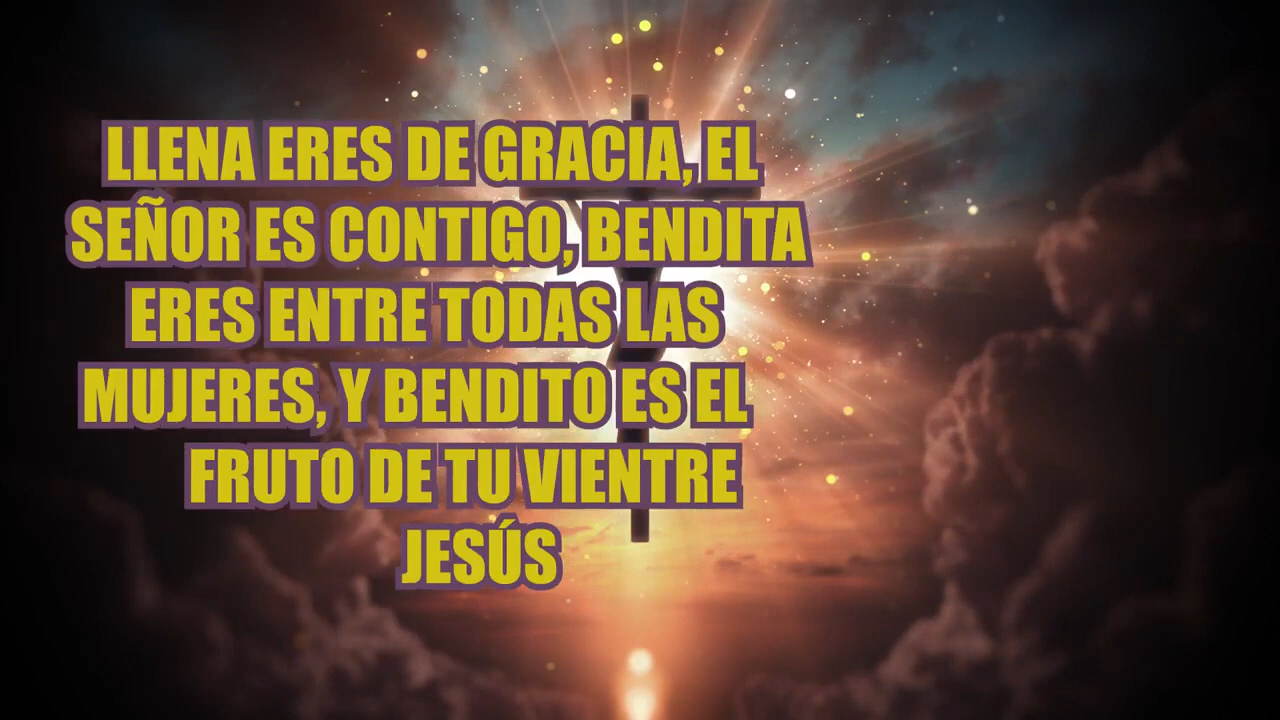 LLENA ERES DE GRACIA, EL
SEÑOR ES CONTIGO, BENDITA
ERES ENTRE TODAS LAS
MUJERES, Y BENDITO ES EL
FRUTO DE TU VIENTRE
JESÚS